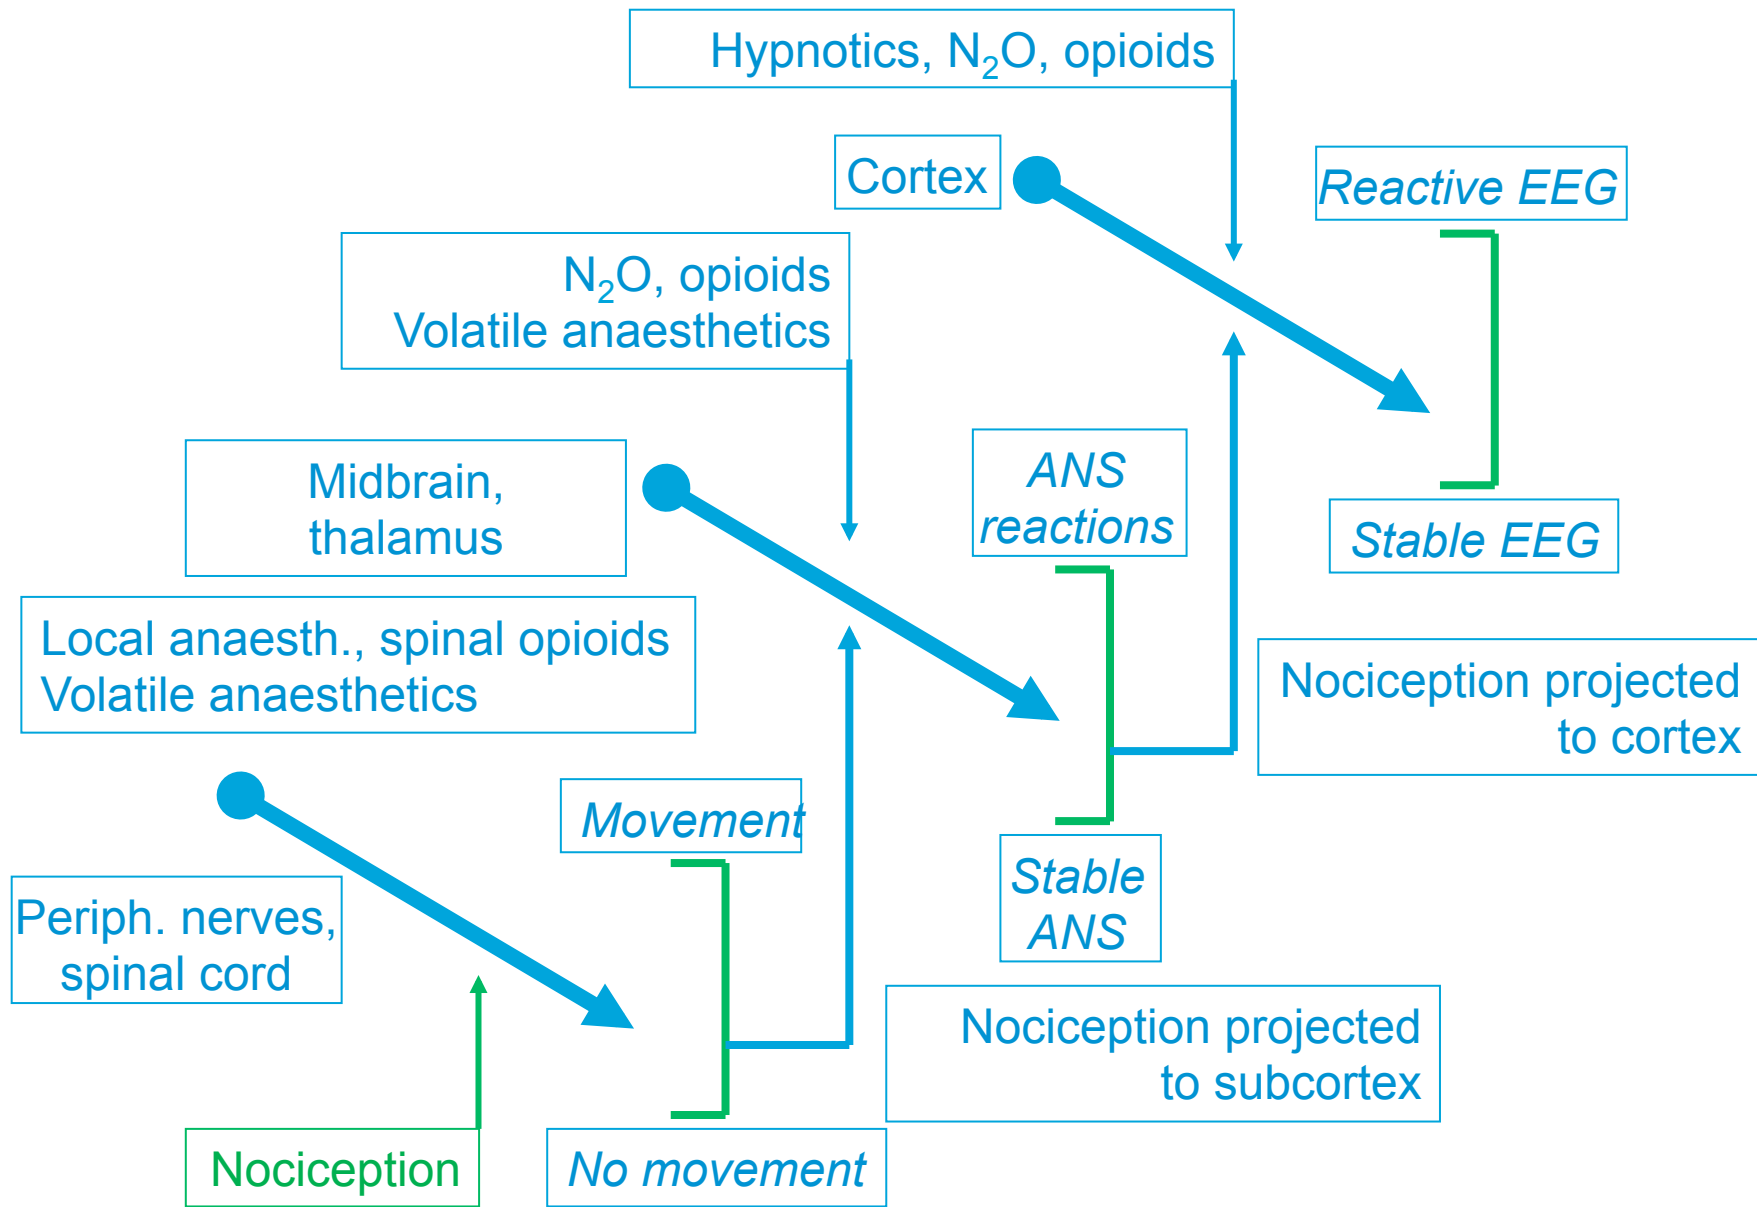 Hypnotics, N₂O, opioids
Cortex
Reactive EEG
N₂O, opioids
Volatile anaesthetics
Midbrain,
thalamus
ANS
reactions
Stable EEG
Local anaesth., spinal opioids
Volatile anaesthetics
Nociception projected
to cortex
Movement
Stable
ANS
Periph. nerves,
spinal cord
Nociception projected
to subcortex
Nociception
No movement